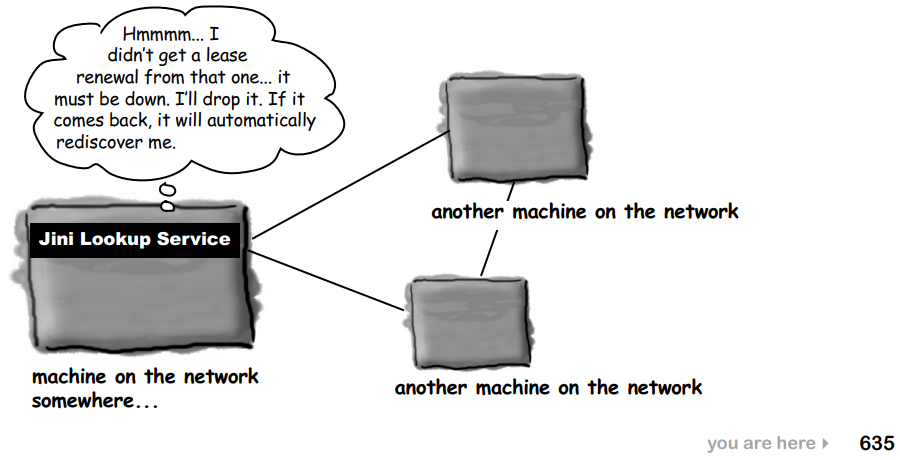 Hmmmm... I
didn't get a lease
renewal from that one... it
must be down. I'll drop it. If it
comes back, it will automatically
rediscover me.
Jini Lookup Service
another machine on the network
machine on the network
somewhere...
another machine on the network
you are here 635